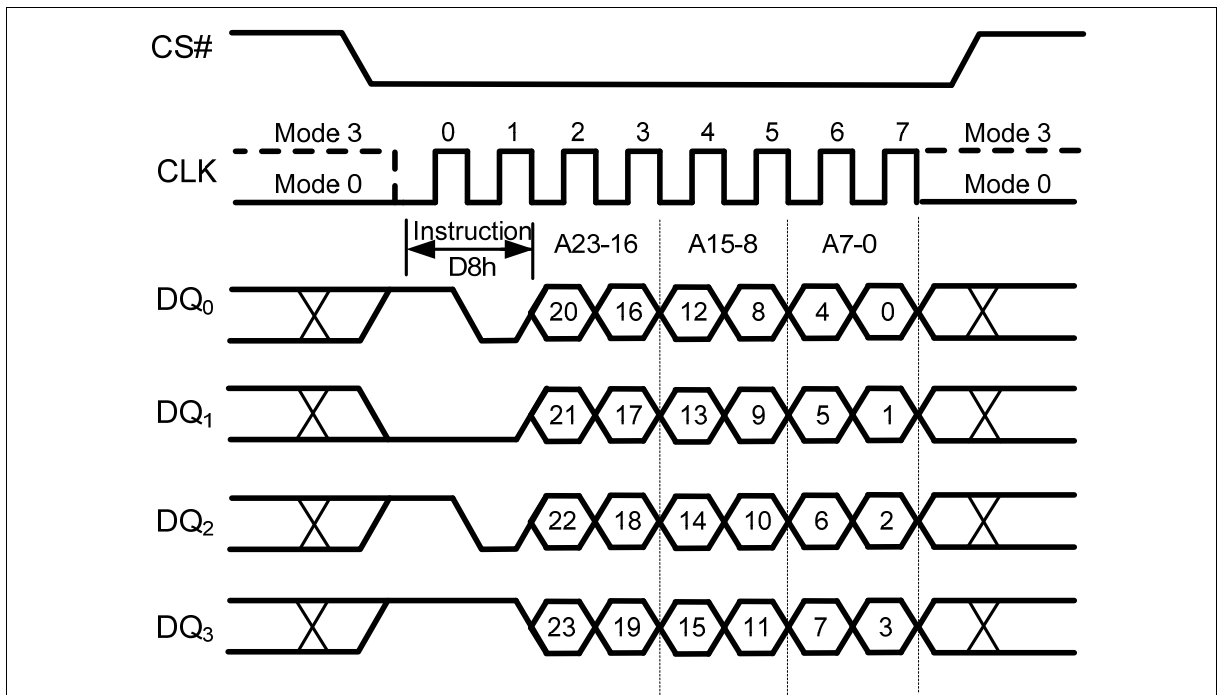 CS#
Mode 3 0 1 2 3 4 5 6 7 Mode 3
CLK
Mode 0 Mode 0
Instruction A23-16 A15-8 A7-0
D8h
DQ0 20 16 12 8 4 0
DQ1 21 17 13 9 5 1
DQ2 22 18 14 10 6 2
DQ3 23 19 15 11 7 3